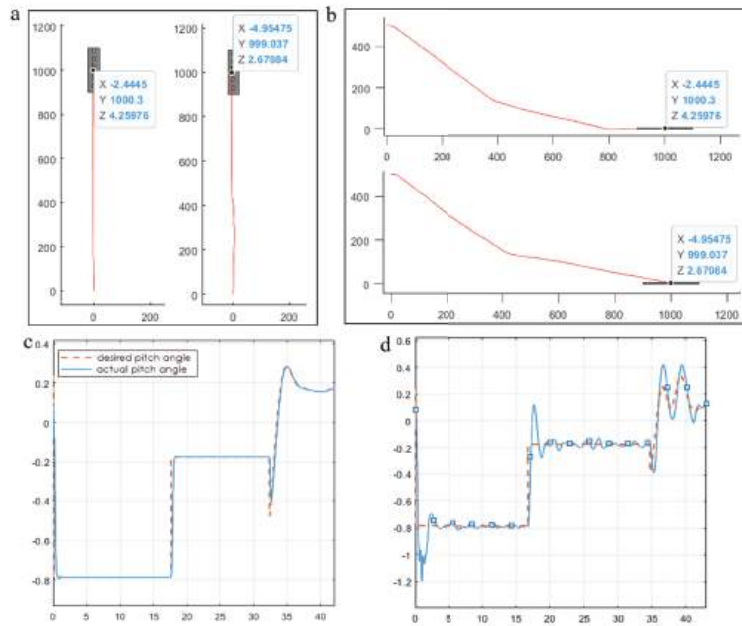 a
1200
1000
800
600
400
200
0
0
200
X -2.4445
Y 1000.3
Z 4.25976
1200
1000
800
600
400
200
0
0
200
X -4.95475
Y 999.037
Z 2.67084
b
400
200
0
0 200 400 600 800 1000 1200
X -2.4445
Y 1000.3
Z 4.25976
400
200
0
0 200 400 600 800 1000 1200
X -4.95475
Y 999.037
Z 2.67084
c
0.4
0.2
0
-0.2
-0.4
-0.6
-0.8
0 5 10 15 20 25 30 35 40
desired pitch angle
actual pitch angle
d
0.6
0.4
0.2
0
-0.2
-0.4
-0.6
-0.8
-1
-1.2
0 5 10 15 20 25 30 35 40